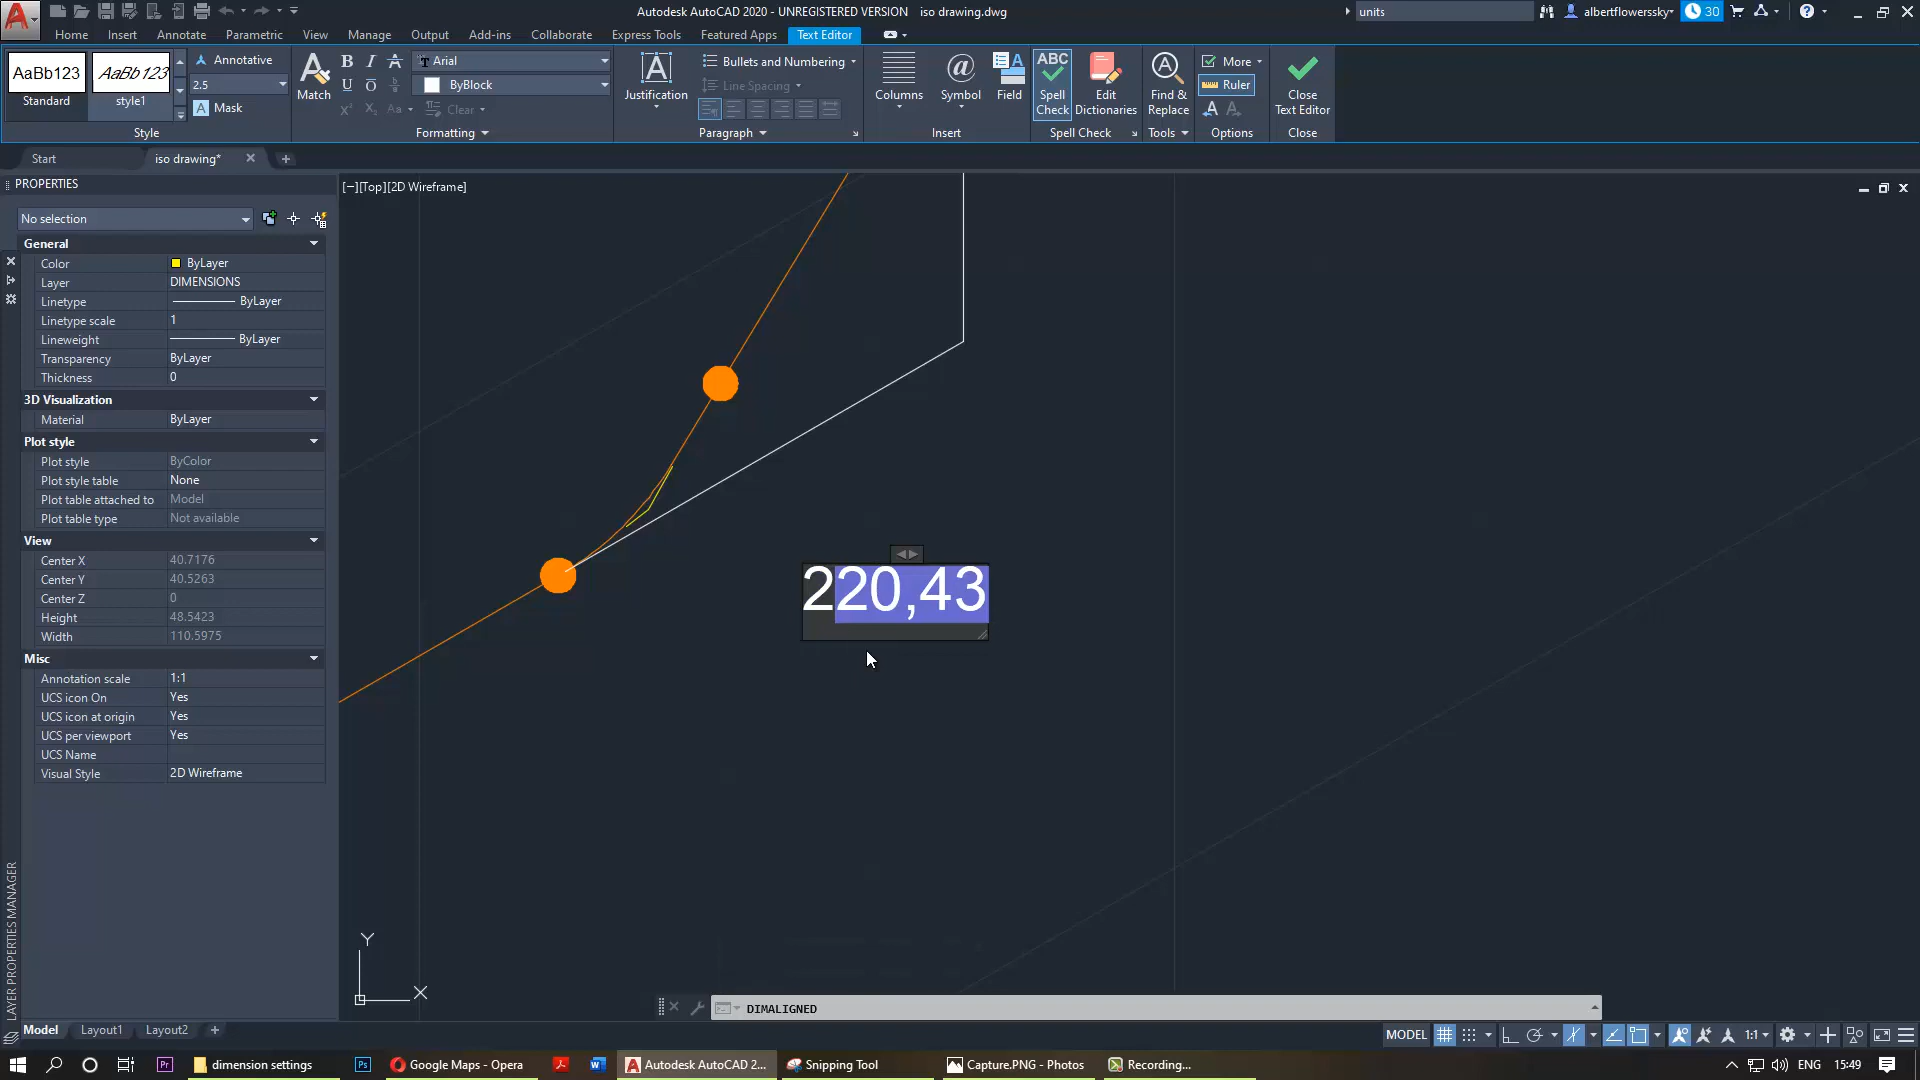 Autodesk AutoCAD 2020 - UNREGISTERED VERSION iso drawing.dwg
units
albertflowerssky
30
Home Insert Annotate Parametric View Manage Output Add-ins Collaborate Express Tools Featured Apps Text Editor
AaBb123
Standard
AaBb123
style1
Annotative
2.5
Mask
Style
Match
Arial
ByBlock
Clear
Formatting
Justification
Bullets and Numbering
Line Spacing
Paragraph
Columns
Symbol
Field
Insert
ABC
Spell
Check
Edit
Dictionaries
Spell Check
Find &
Replace
Tools
More
Ruler
Options
Close
Text Editor
Close
Start
iso drawing*
PROPERTIES
No selection
General
Color ByLayer
Layer DIMENSIONS
Linetype ByLayer
Linetype scale 1
Lineweight ByLayer
Transparency ByLayer
Thickness 0
3D Visualization
Material ByLayer
Plot style
Plot style ByColor
Plot style table None
Plot table attached to Model
Plot table type Not available
View
Center X 40.7176
Center Y 40.5263
Center Z 0
Height 48.5423
Width 110.5975
Misc
Annotation scale 1:1
UCS icon On Yes
UCS icon at origin Yes
UCS per viewport Yes
UCS Name
Visual Style 2D Wireframe
LAYER PROPERTIES MANAGER
[−][Top][2D Wireframe]
220,43
Y
X
DIMALIGNED
Model Layout1 Layout2
MODEL
1:1
dimension settings
Google Maps - Opera
Autodesk AutoCAD 2...
Snipping Tool
Capture.PNG - Photos
Recording...
ENG
15:49